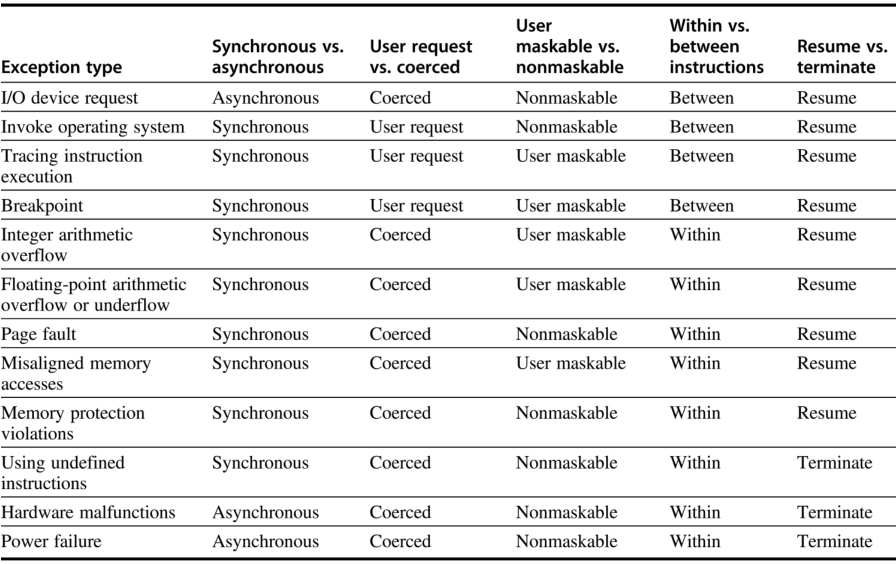 Exception type Synchronous vs. asynchronous User request vs. coerced User maskable vs. nonmaskable Within vs. between instructions Resume vs. terminate
I/O device request Asynchronous Coerced Nonmaskable Between Resume
Invoke operating system Synchronous User request Nonmaskable Between Resume
Tracing instruction execution Synchronous User request User maskable Between Resume
Breakpoint Synchronous User request User maskable Between Resume
Integer arithmetic overflow Synchronous Coerced User maskable Within Resume
Floating-point arithmetic overflow or underflow Synchronous Coerced User maskable Within Resume
Page fault Synchronous Coerced Nonmaskable Within Resume
Misaligned memory accesses Synchronous Coerced User maskable Within Resume
Memory protection violations Synchronous Coerced Nonmaskable Within Resume
Using undefined instructions Synchronous Coerced Nonmaskable Within Terminate
Hardware malfunctions Asynchronous Coerced Nonmaskable Within Terminate
Power failure Asynchronous Coerced Nonmaskable Within Terminate